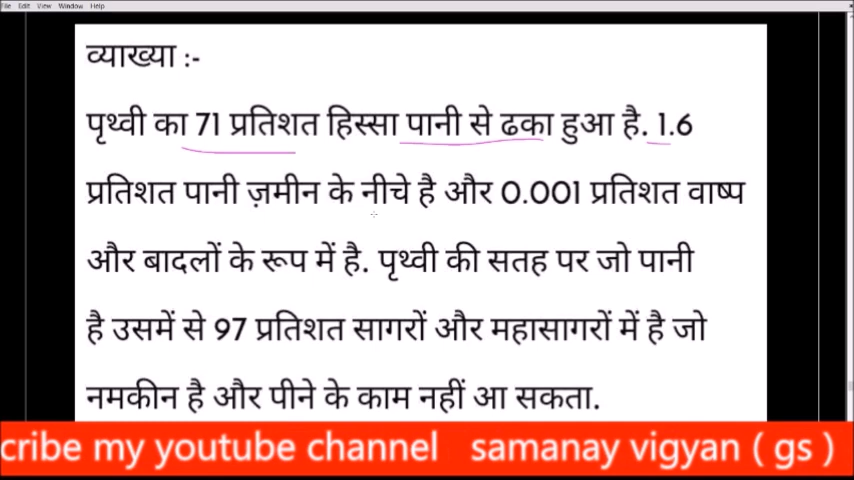 File Edit View Window Help
व्याख्या :-
पृथ्वी का 71 प्रतिशत हिस्सा पानी से ढका हुआ है. 1.6
प्रतिशत पानी ज़मीन के नीचे है और 0.001 प्रतिशत वाष्प
और बादलों के रूप में है. पृथ्वी की सतह पर जो पानी
है उसमें से 97 प्रतिशत सागरों और महासागरों में है जो
नमकीन है और पीने के काम नहीं आ सकता.
cribe my youtube channel samanay vigyan ( gs )